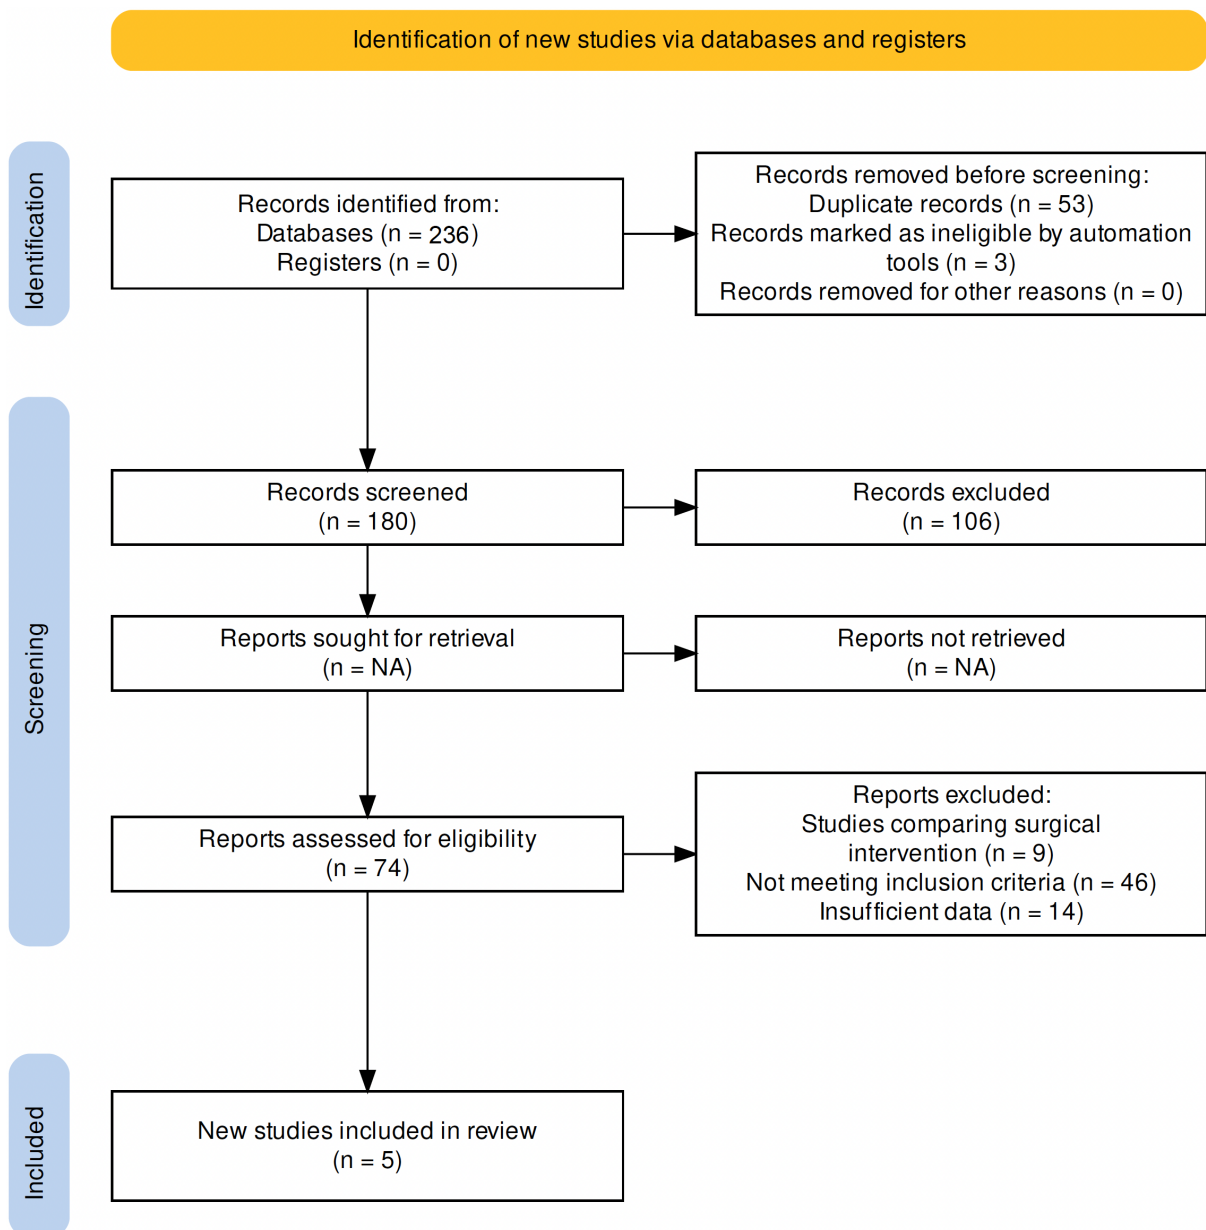 Identification of new studies via databases and registers
Identification
Records identified from:
Databases (n = 236)
Registers (n = 0)
Records removed before screening:
Duplicate records (n = 53)
Records marked as ineligible by automation
tools (n = 3)
Records removed for other reasons (n = 0)
Screening
Records screened
(n = 180)
Records excluded
(n = 106)
Reports sought for retrieval
(n = NA)
Reports not retrieved
(n = NA)
Reports assessed for eligibility
(n = 74)
Reports excluded:
Studies comparing surgical
intervention (n = 9)
Not meeting inclusion criteria (n = 46)
Insufficient data (n = 14)
Included
New studies included in review
(n = 5)